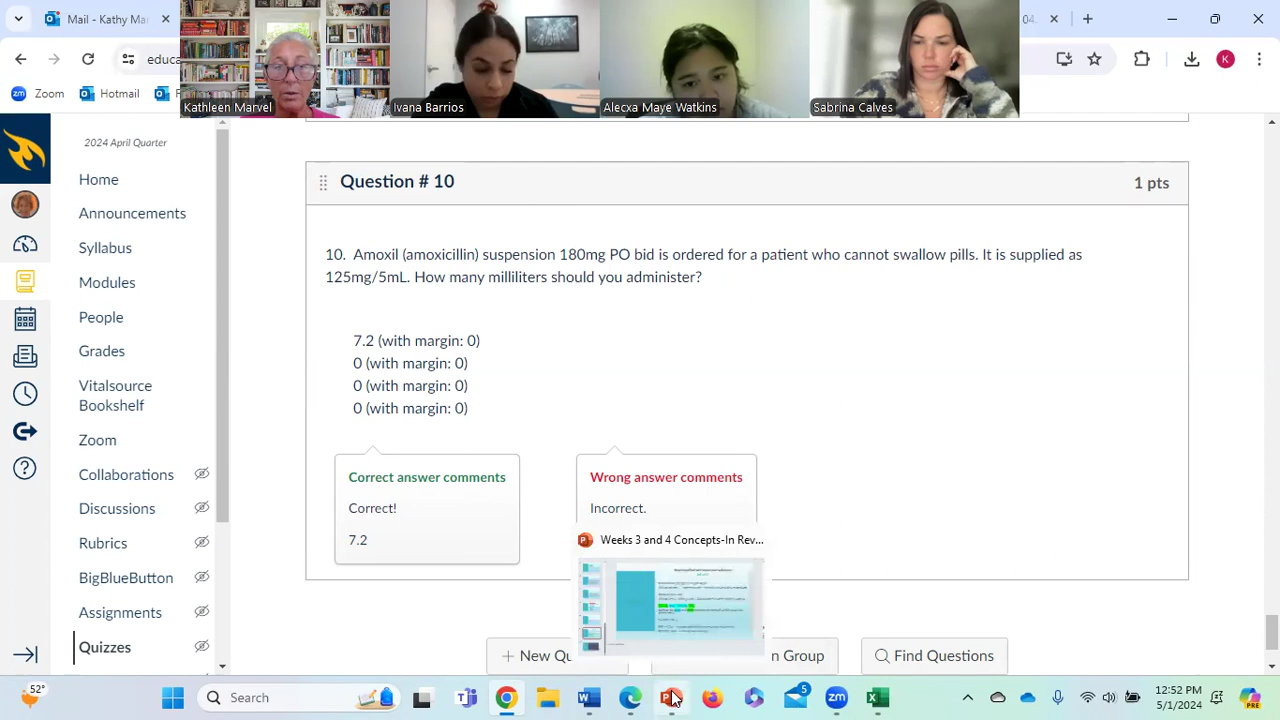 Mail - Kathy Mar
04.
educa
Zoom
Hotmail
K
Kathleen Marvel
Ivana Barrios
Alecxa Maye Watkins
Sabrina Calves
2024 April Quarter
Home
Announcements
Syllabus
Modules
People
Grades
Vitalsource
Bookshelf
Zoom
Collaborations
Discussions
Rubrics
BigBlueButton
Assignments
Quizzes
Question # 10
1 pts
10. Amoxil (amoxicillin) suspension 180mg PO bid is ordered for a patient who cannot swallow pills. It is supplied as
125mg/5mL. How many milliliters should you administer?
7.2 (with margin: 0)
0 (with margin: 0)
0 (with margin: 0)
0 (with margin: 0)
Correct answer comments
Correct!
7.2
Wrong answer comments
Incorrect.
Weeks 3 and 4 Concepts-In Rev...
+ New Qu
n Group
Find Questions
52°
Search
5
12:52 PM
5/1/2024
PRE